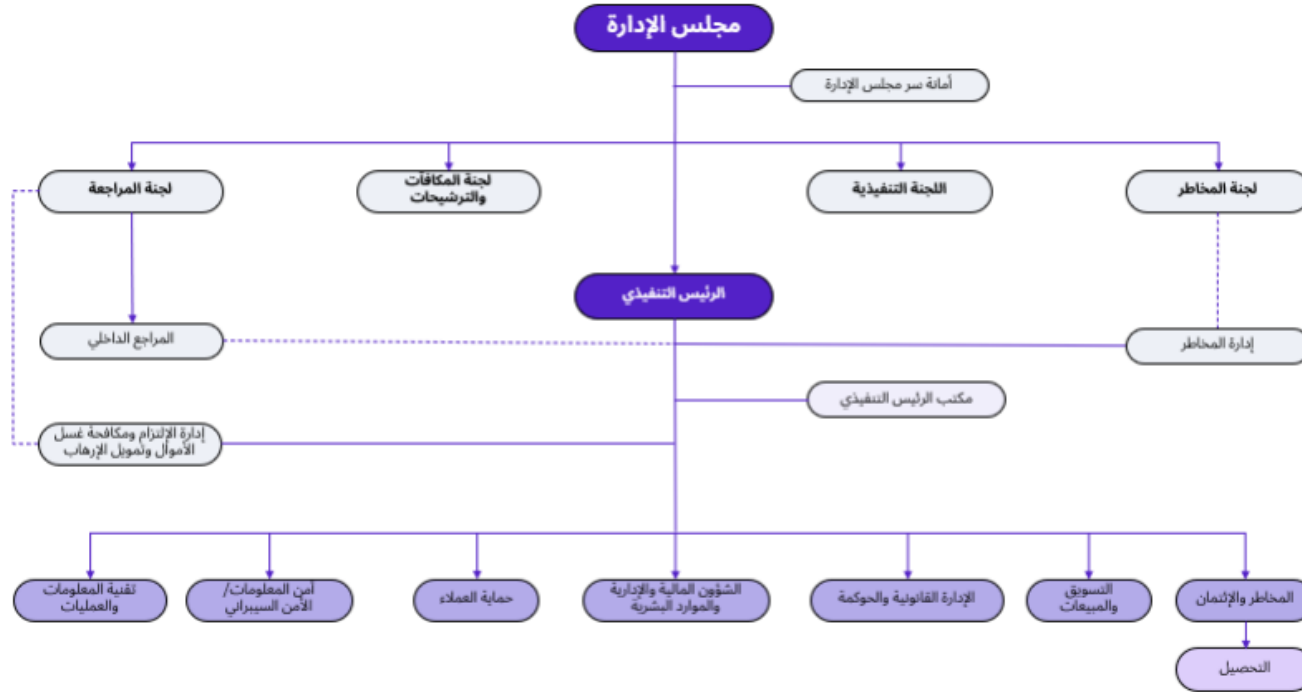 مجلس الإدارة
أمانة سر مجلس الإدارة
لجنة المخاطر
اللجنة التنفيذية
لجنة المكافآت
والترشيحات
لجنة المراجعة
الرئيس التنفيذي
إدارة المخاطر
المراجع الداخلي
مكتب الرئيس التنفيذي
إدارة الإلتزام ومكافحة غسل
الأموال وتمويل الإرهاب
المخاطر والإئتمان
التسويق
والمبيعات
الإدارة القانونية والحوكمة
الشؤون المالية والإدارية
والموارد البشرية
حماية العملاء
أمن المعلومات/
الأمن السيبراني
تقنية المعلومات
والعمليات
التحصيل